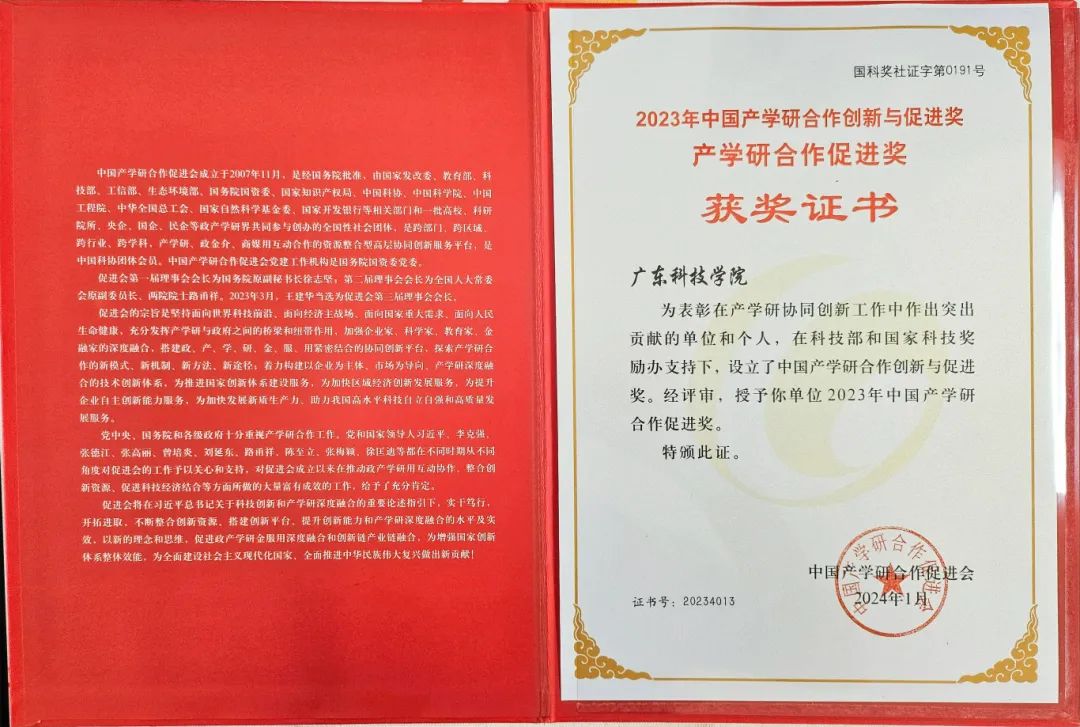 中国产学研合作促进会成立于2007年11月，是经国务院批准、由国家发改委、教育部、科
技部、工信部、生态环境部、国务院国资委、国家知识产权局、中国科协、中国科学院、中国
工程院、中华全国总工会、国家自然科学基金委、国家开发银行等相关部门和一批高校、科研
院所、央企、国企、民企等政产学研界共同参与创办的全国性社会团体，是跨部门、跨区域、
跨行业、跨学科，产学研、政金介、商媒用互动合作的资源整合型高层协同创新服务平台，是
中国科协团体会员。中国产学研合作促进会党建工作机构是国务院国资委党委。
促进会第一届理事会会长为国务院原副秘书长徐志坚；第二届理事会会长为全国人大常委
会原副委员长、两院院士路甬祥。2023年3月，王建华当选为促进会第三届理事会会长。
促进会的宗旨是坚持面向世界科技前沿、面向经济主战场、面向国家重大需求、面向人民
生命健康，充分发挥产学研与政府之间的桥梁和纽带作用，加强企业家、科学家、教育家、金
融家的深度融合，搭建政、产、学、研、金、服、用紧密结合的协同创新平台，探索产学研合
作的新模式、新机制、新方法、新途径；着力构建以企业为主体、市场为导向、产学研深度融
合的技术创新体系，为推进国家创新体系建设服务，为加快区域经济创新发展服务，为提升
企业自主创新能力服务，为加快发展新质生产力、助力我国高水平科技自立自强和高质量发
展服务。
党中央、国务院和各级政府十分重视产学研合作工作。党和国家领导人习近平、李克强、
张德江、张高丽、曾培炎、刘延东、路甬祥、陈至立、张梅颖、徐匡迪等都在不同时期从不同
角度对促进会的工作予以关心和支持，对促进会成立以来在推动政产学研用互动协作、整合创
新资源、促进科技经济结合等方面所做的大量富有成效的工作，给予了充分肯定。
促进会将在习近平总书记关于科技创新和产学研深度融合的重要论述指引下，实干笃行，
开拓进取，不断整合创新资源、搭建创新平台、提升创新能力和产学研深度融合的水平及实
效，以新的理念和思维，促进政产学研金服用深度融合和创新链产业链融合，为增强国家创新
体系整体效能，为全面建设社会主义现代化国家、全面推进中华民族伟大复兴做出新贡献！
国科奖社证字第0191号
2023年中国产学研合作创新与促进奖
产学研合作促进奖
获奖证书
广东科技学院
为表彰在产学研协同创新工作中作出突出
贡献的单位和个人，在科技部和国家科技奖
励办支持下，设立了中国产学研合作创新与促进
奖。经评审，授予你单位2023年中国产学研
合作促进奖。
特颁此证。
中国产学研合作促进会
2024年1月
中国产学研合作促进会
证书号：20234013